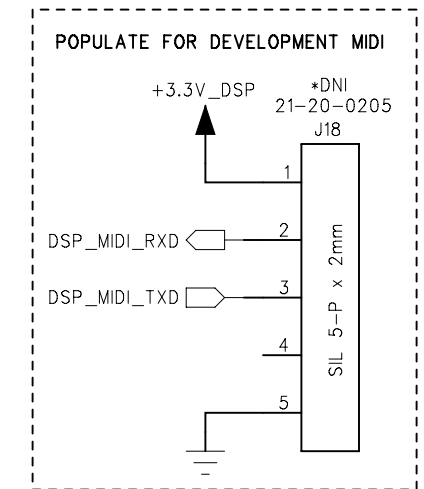 POPULATE FOR DEVELOPMENT MIDI
+3.3V_DSP
*DNI
21-20-0205
J18
1
DSP_MIDI_RXD
2
DSP_MIDI_TXD
3
4
5
SIL 5-P x 2mm